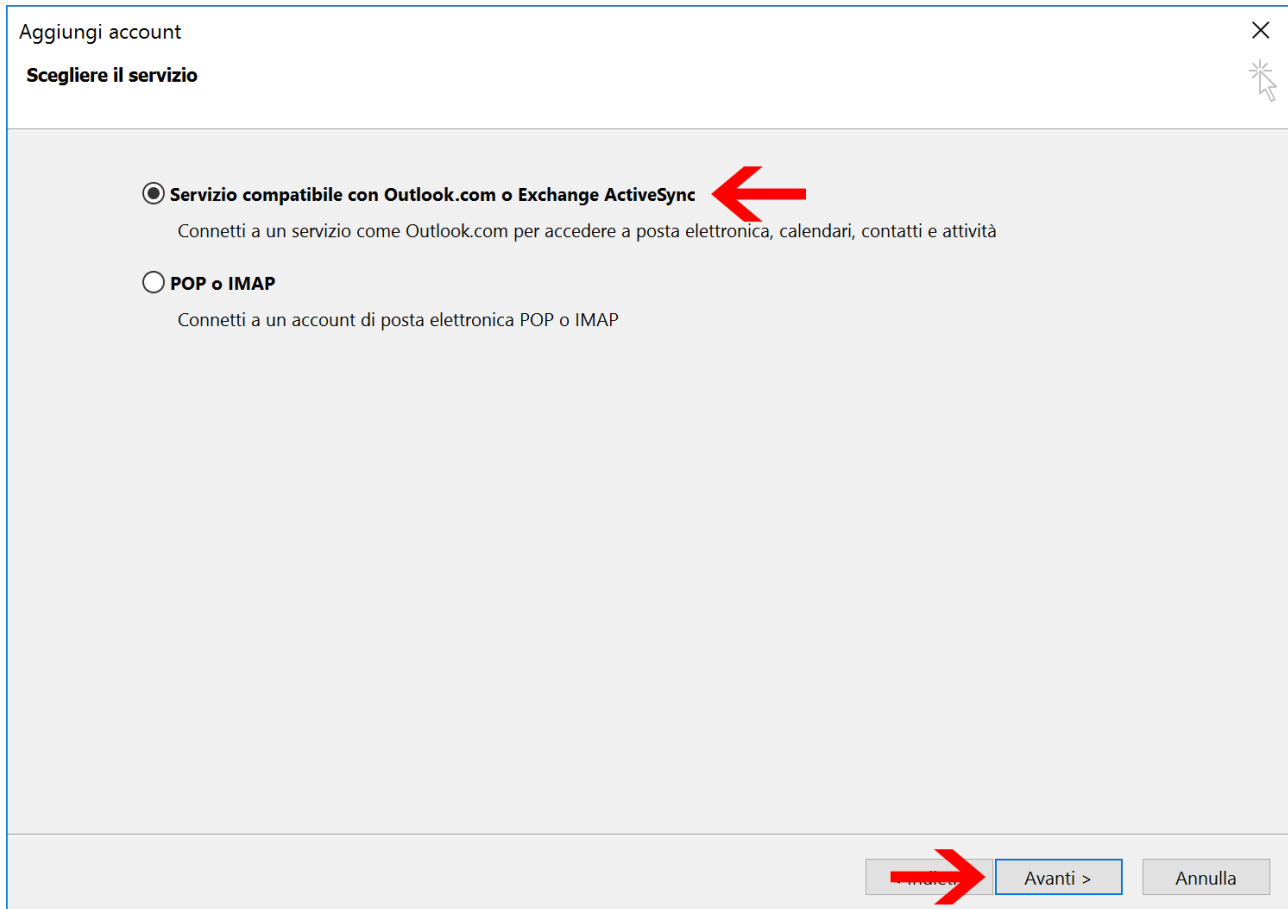 Aggiungi account
Scegliere il servizio
Servizio compatibile con Outlook.com o Exchange ActiveSync
Connetti a un servizio come Outlook.com per accedere a posta elettronica, calendari, contatti e attività
POP o IMAP
Connetti a un account di posta elettronica POP o IMAP
Avanti > Annulla